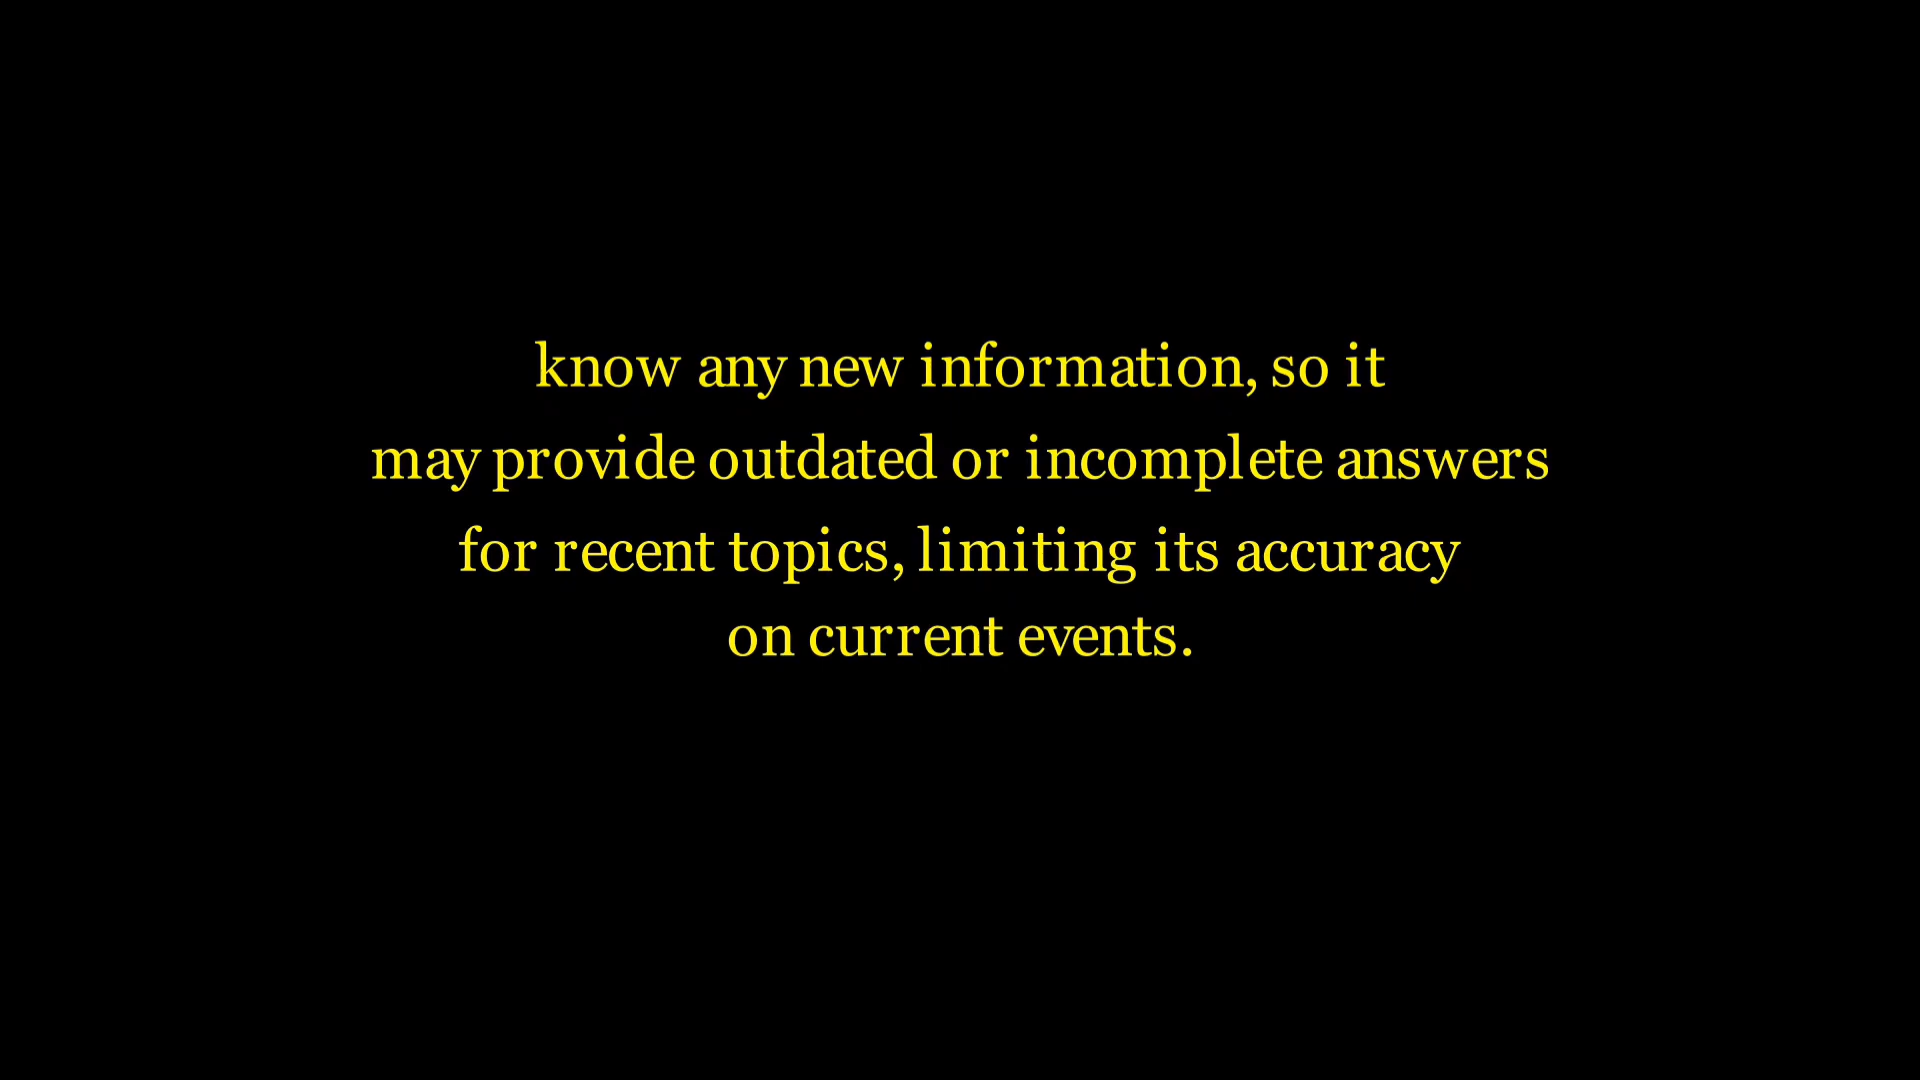 know any new information, so it
may provide outdated or incomplete answers
for recent topics, limiting its accuracy
on current events.